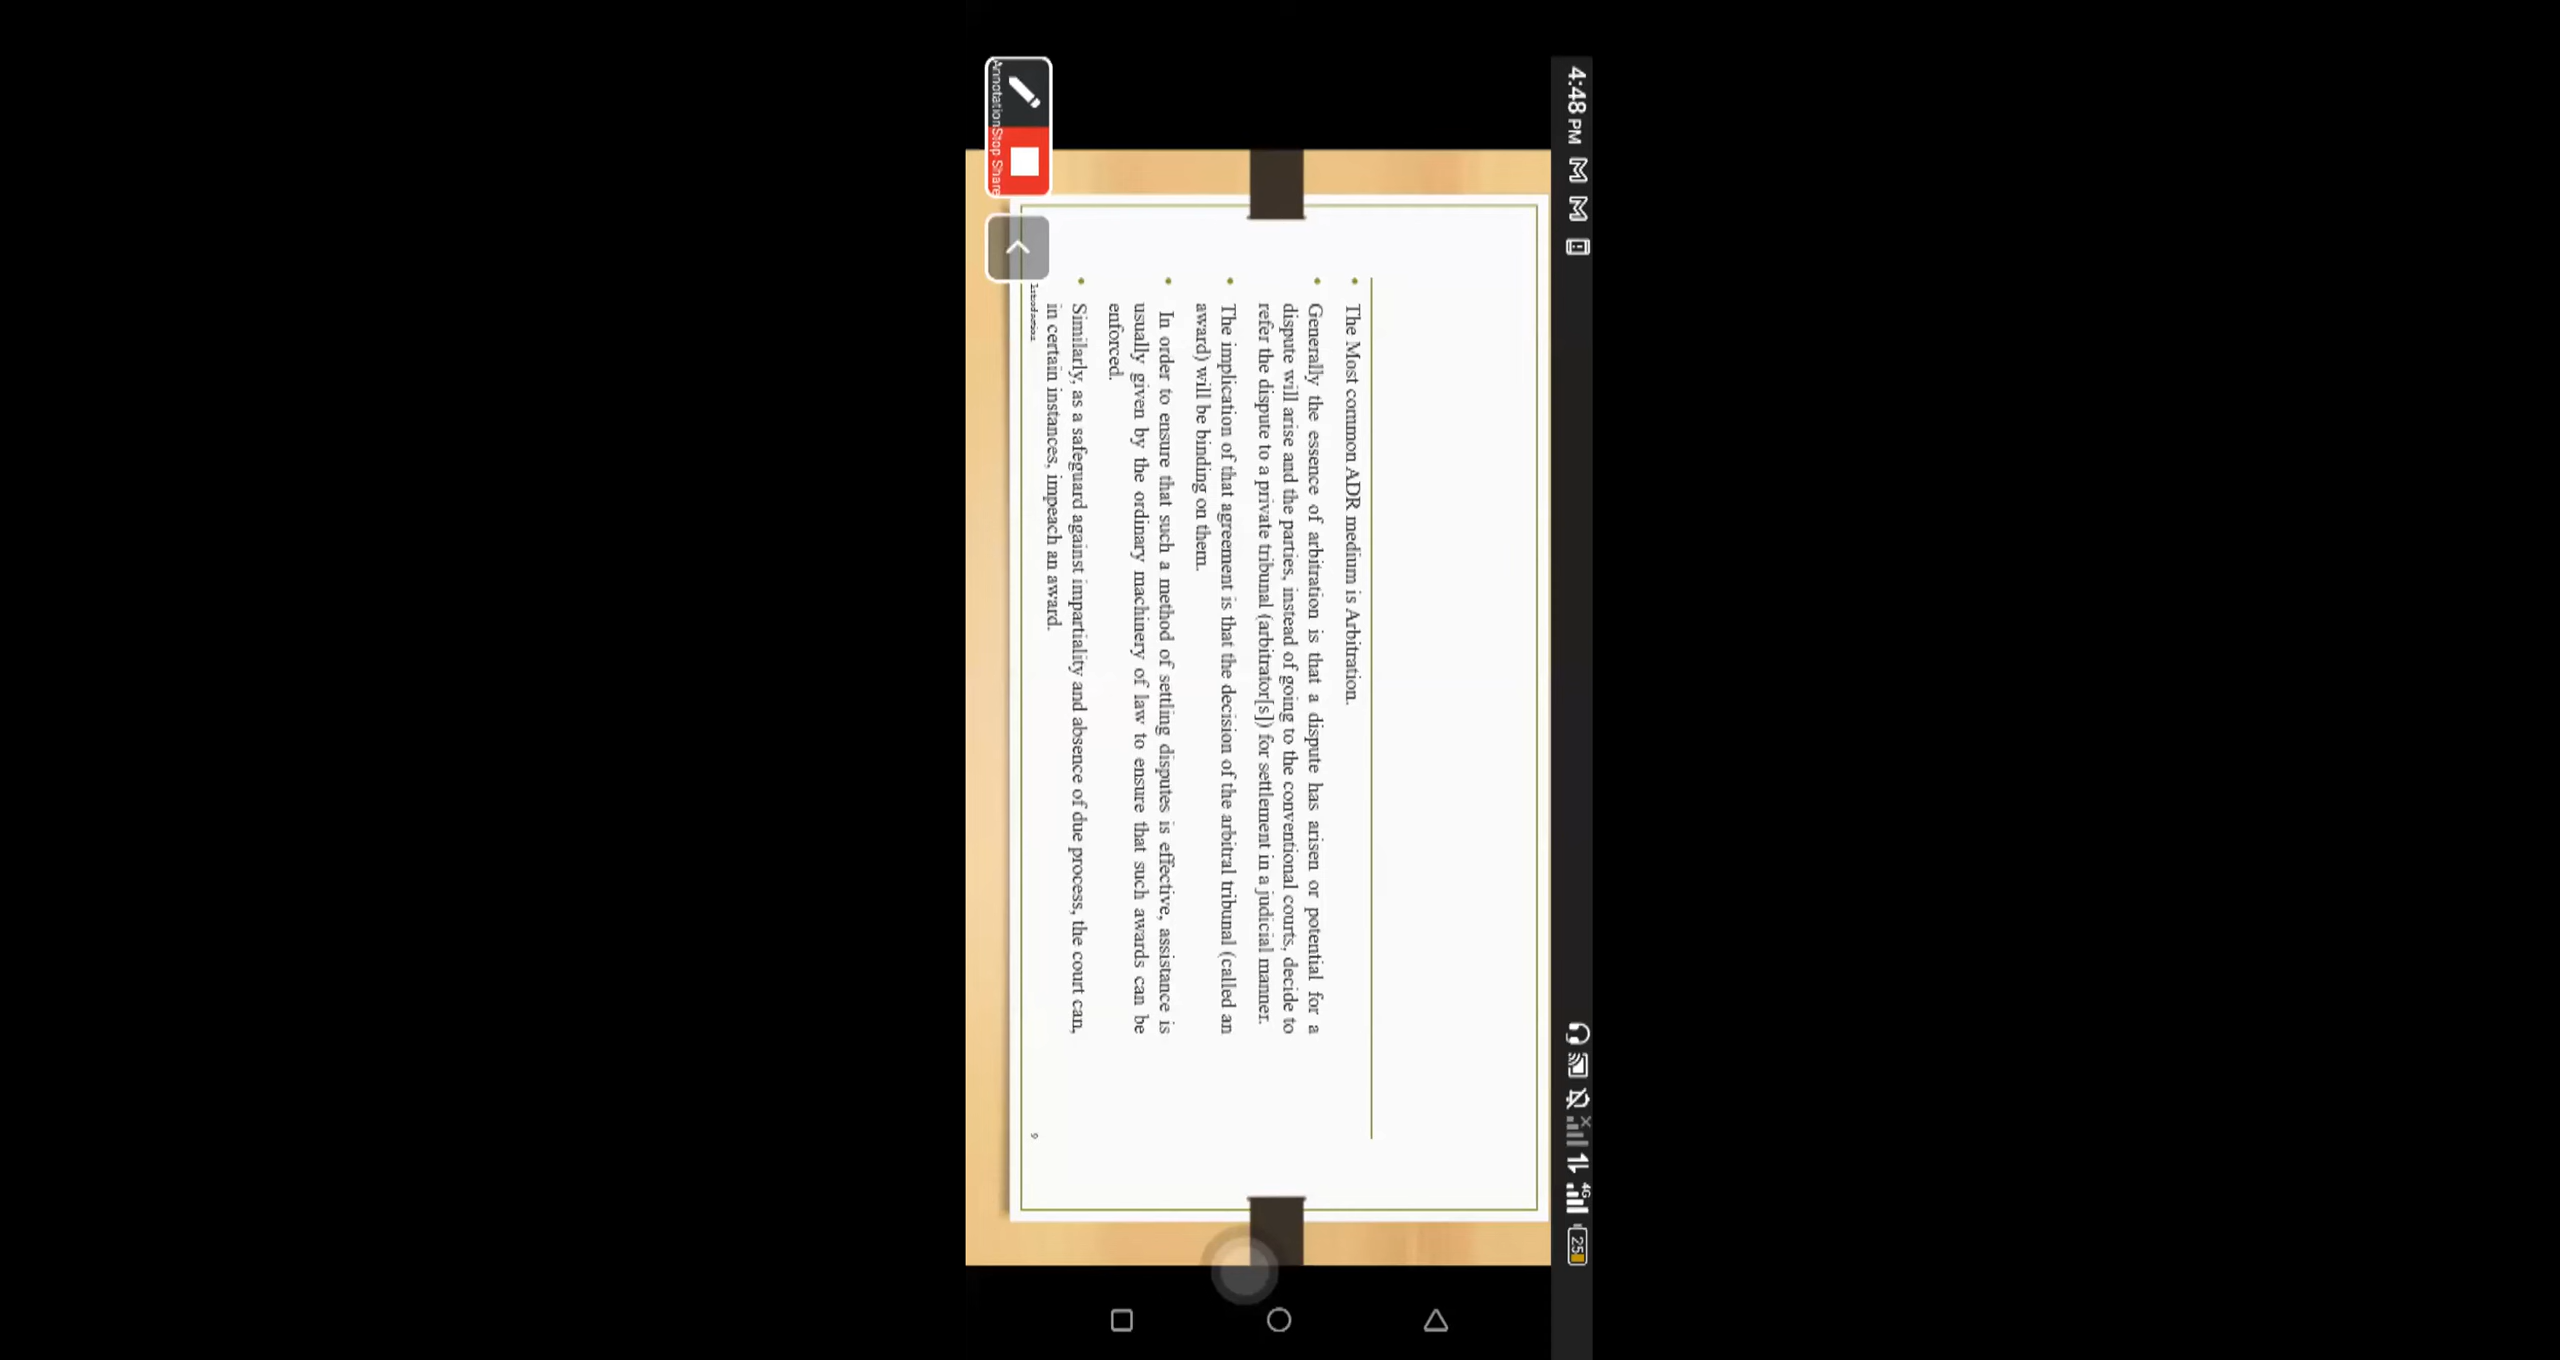 4:48 PM
4G
25
Annotation
Stop Share
• The Most common ADR medium is Arbitration.
• Generally the essence of arbitration is that a dispute has arisen or potential for a
dispute will arise and the parties, instead of going to the conventional courts, decide to
refer the dispute to a private tribunal (arbitrator[s]) for settlement in a judicial manner.
• The implication of that agreement is that the decision of the arbitral tribunal (called an
award) will be binding on them.
• In order to ensure that such a method of settling disputes is effective, assistance is
usually given by the ordinary machinery of law to ensure that such awards can be
enforced.
• Similarly, as a safeguard against impartiality and absence of due process, the court can,
in certain instances, impeach an award.
Introduction
9